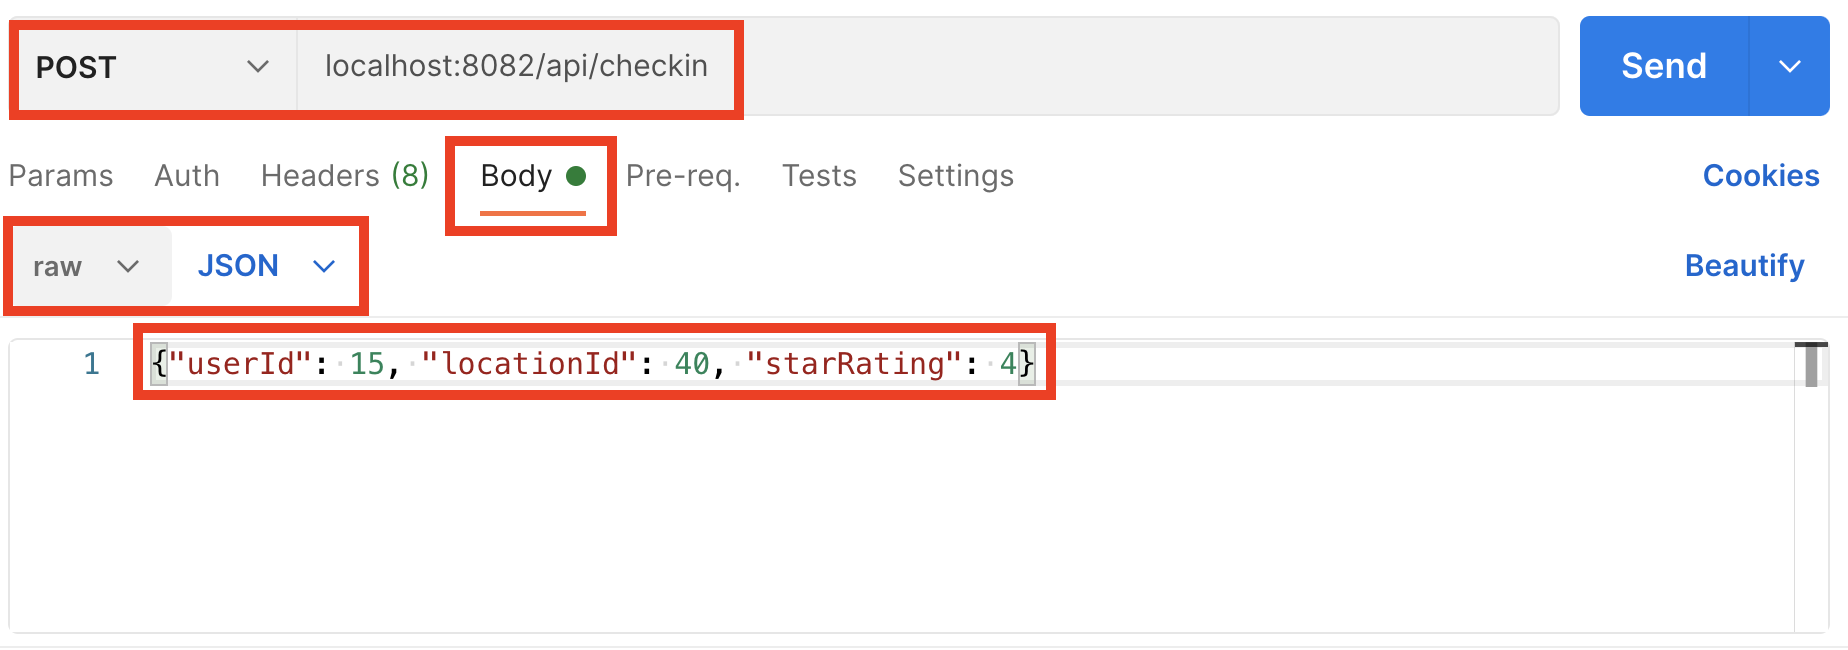 POST localhost:8082/api/checkin Send
Params Auth Headers (8) Body Pre-req. Tests Settings Cookies
raw JSON Beautify
1 {"userId": 15, "locationId": 40, "starRating": 4}